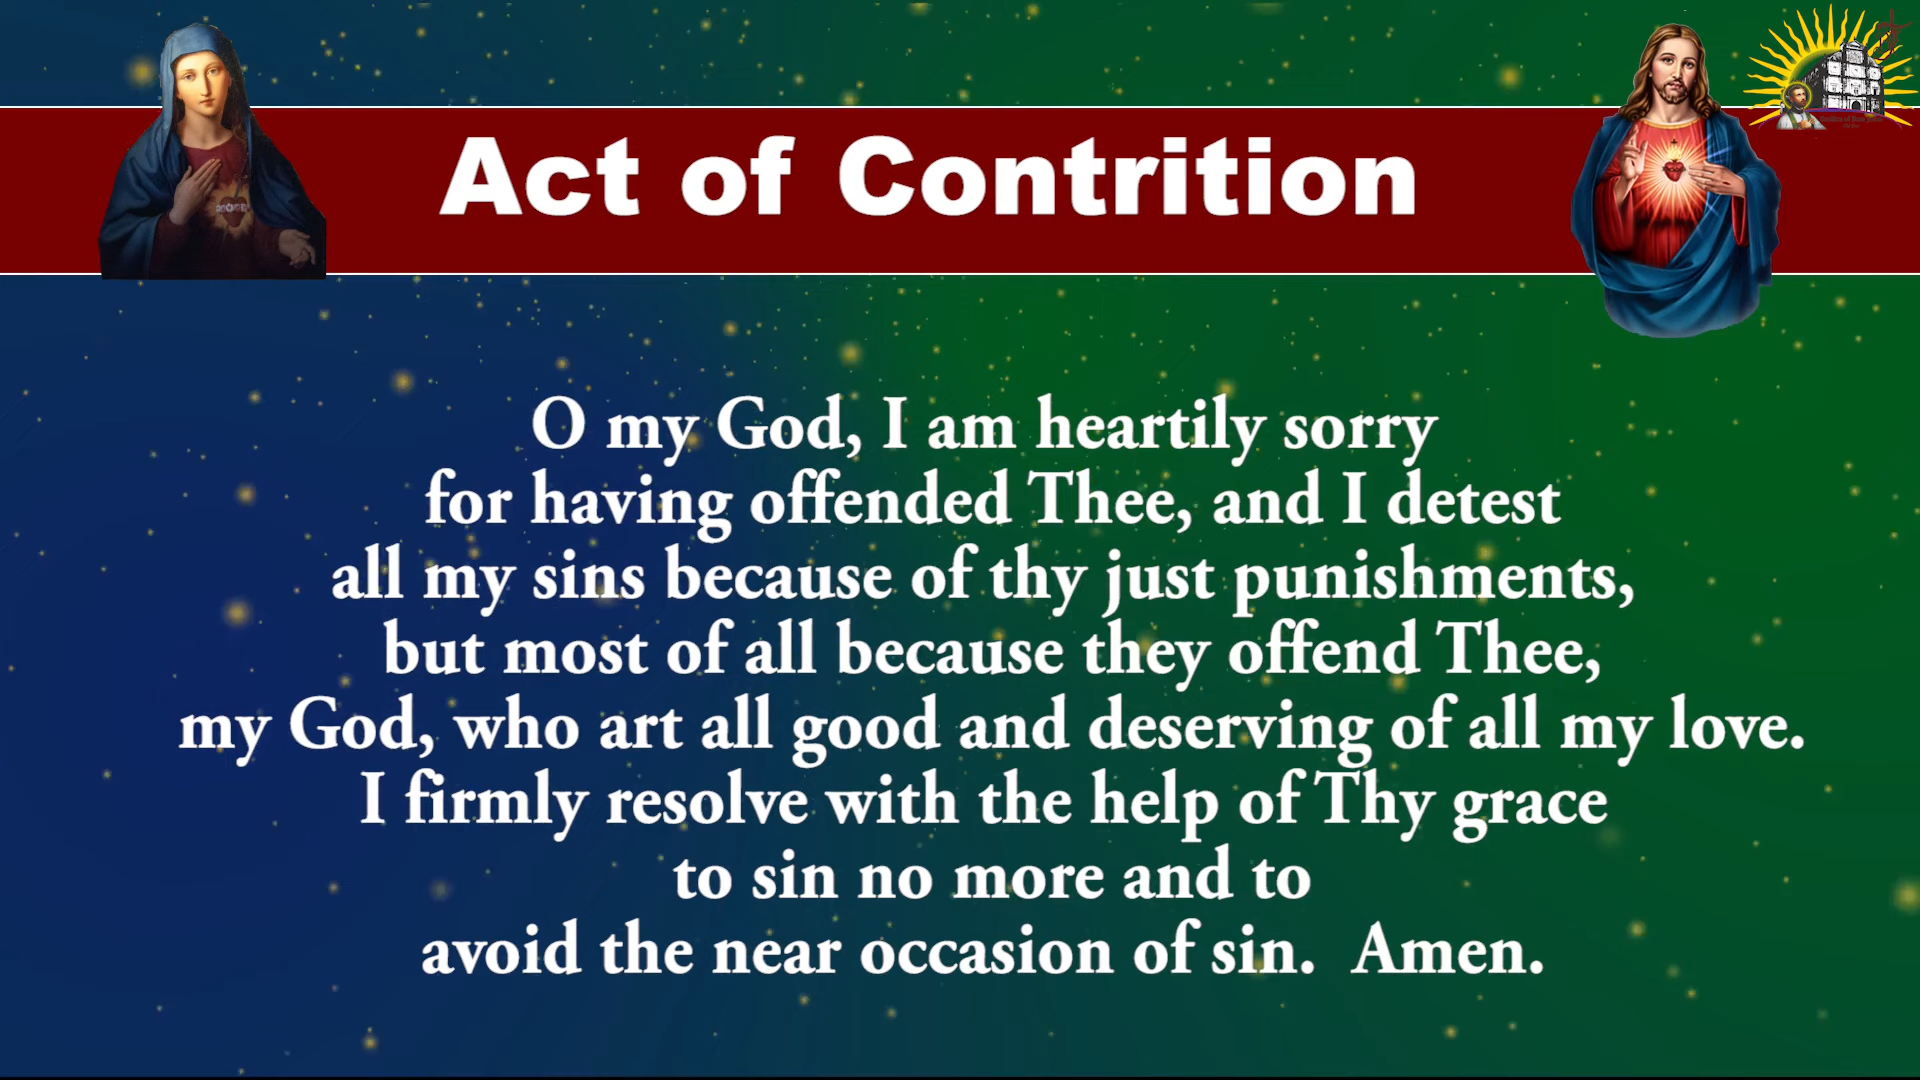 Act of Contrition
O my God, I am heartily sorry
for having offended Thee, and I detest
all my sins because of thy just punishments,
but most of all because they offend Thee,
my God, who art all good and deserving of all my love.
I firmly resolve with the help of Thy grace
to sin no more and to
avoid the near occasion of sin.  Amen.